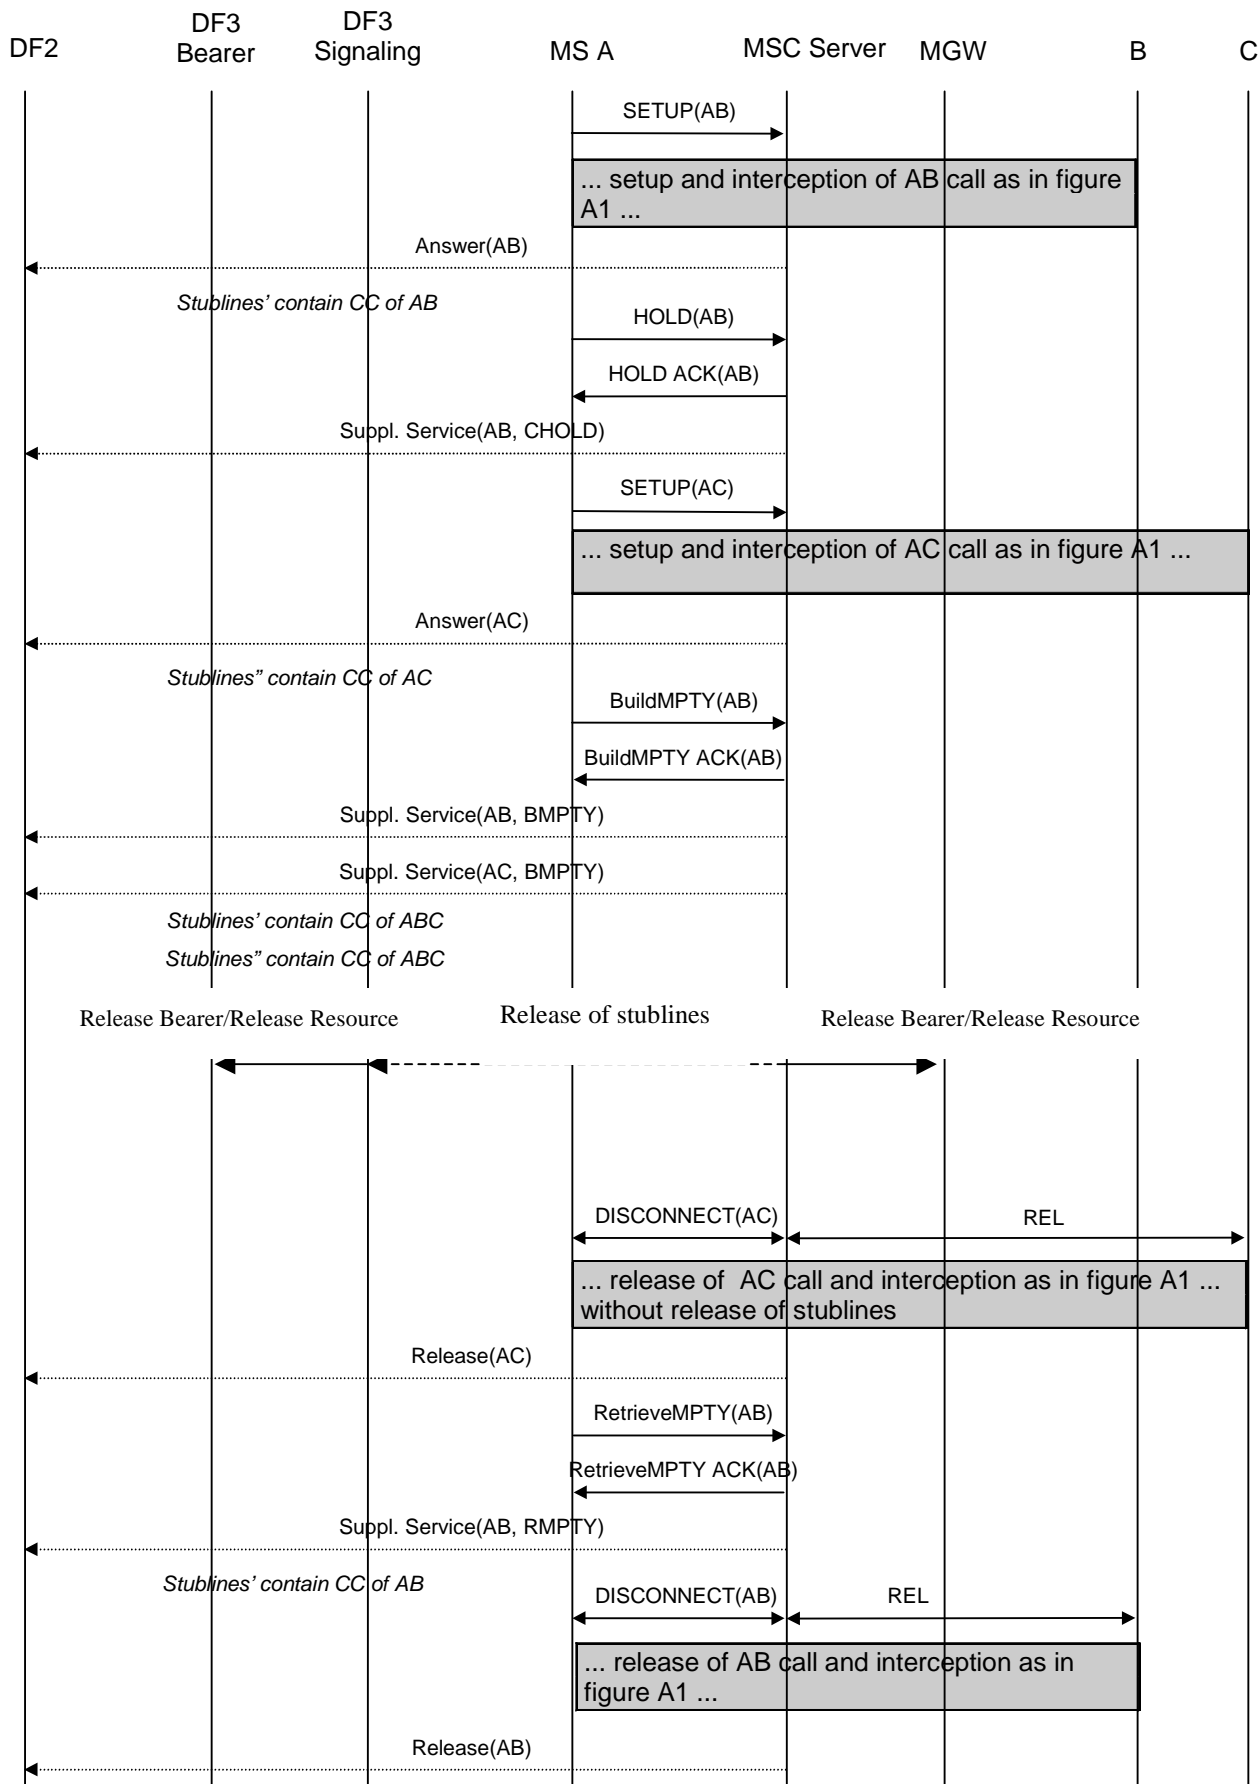 DF2
DF3
Bearer
DF3
Signaling
MS A
MSC Server
MGW
B
C
SETUP(AB)
... setup and interception of AB call as in figure
A1 ...
Answer(AB)
Stublines’ contain CC of AB
HOLD(AB)
HOLD ACK(AB)
Suppl. Service(AB, CHOLD)
SETUP(AC)
... setup and interception of AC call as in figure A1 ...
Answer(AC)
Stublines” contain CC of AC
BuildMPTY(AB)
BuildMPTY ACK(AB)
Suppl. Service(AB, BMPTY)
Suppl. Service(AC, BMPTY)
Stublines’ contain CC of ABC
Stublines” contain CC of ABC
Release Bearer/Release Resource
Release of stublines
Release Bearer/Release Resource
DISCONNECT(AC)
REL
... release of AC call and interception as in figure A1 ...
without release of stublines
Release(AC)
RetrieveMPTY(AB)
RetrieveMPTY ACK(AB)
Suppl. Service(AB, RMPTY)
Stublines’ contain CC of AB
DISCONNECT(AB)
REL
... release of AB call and interception as in
figure A1 ...
Release(AB)